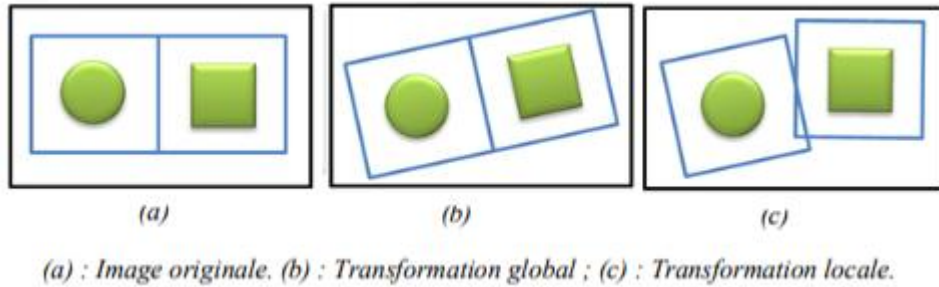 (a)
(b)
(c)
(a) : Image originale. (b) : Transformation global ; (c) : Transformation locale.